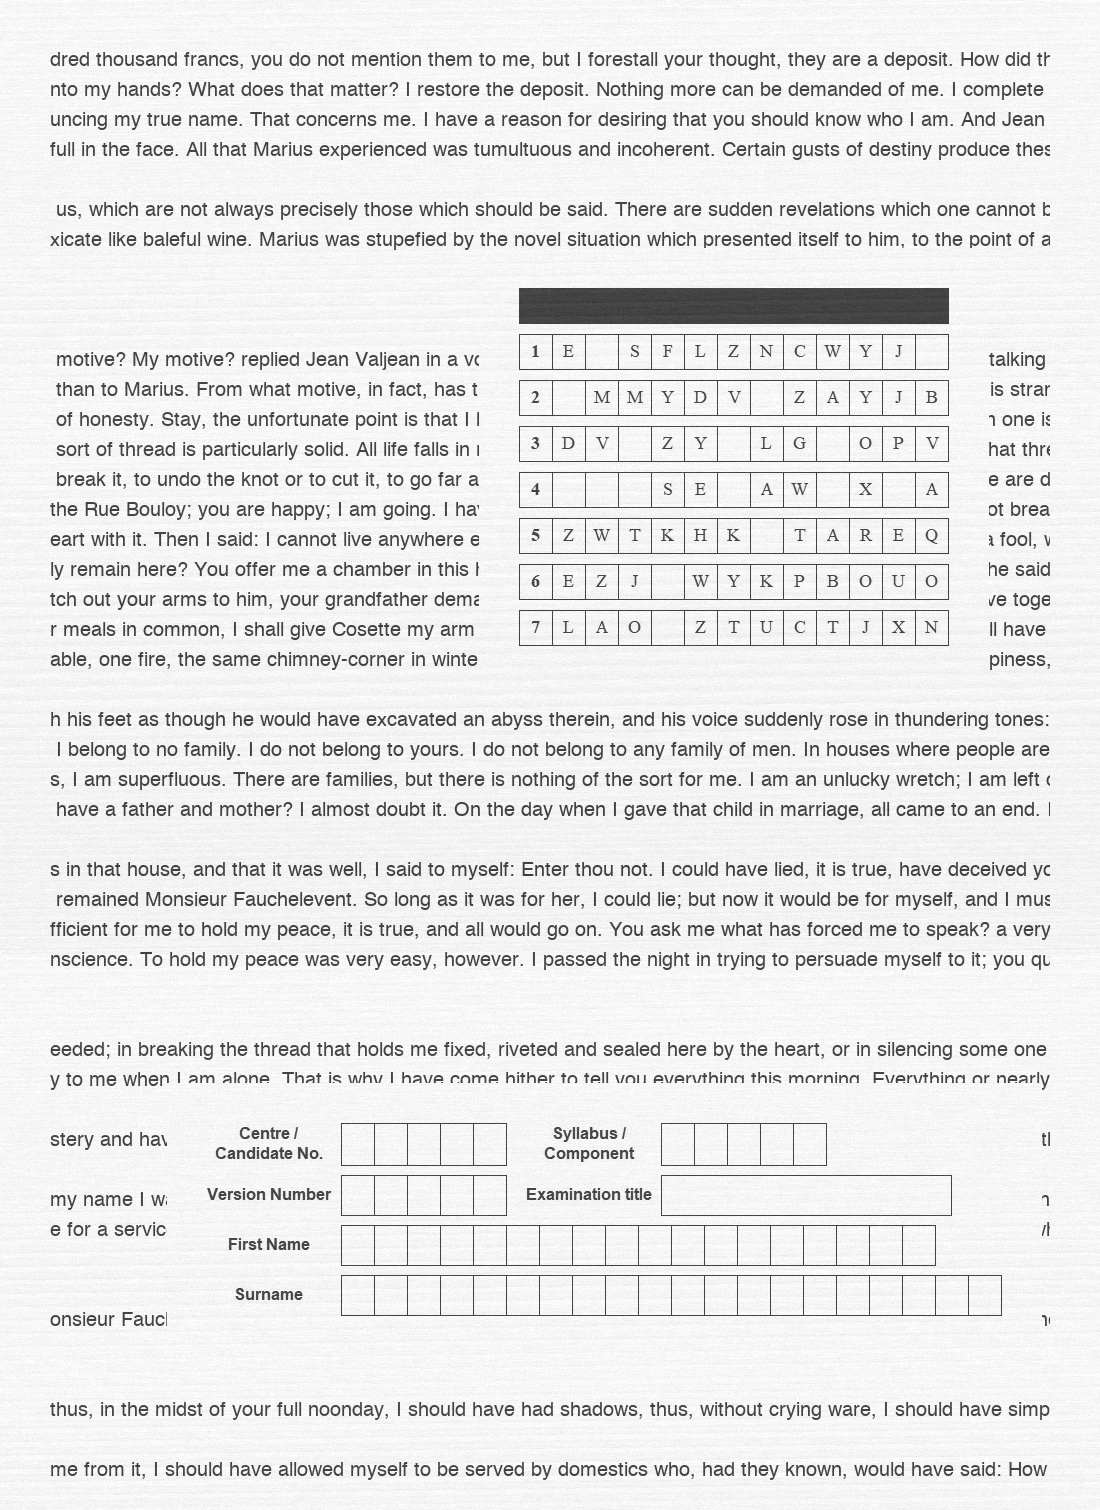 dred thousand francs, you do not mention them to me, but I forestall your thought, they are a deposit. How did
nto my hands? What does that matter? I restore the deposit. Nothing more can be demanded of me. I complete
uncing my true name. That concerns me. I have a reason for desiring that you should know who I am. And Jean
full in the face. All that Marius experienced was tumultuous and incoherent. Certain gusts of destiny produce
us, which are not always precisely those which should be said. There are sudden revelations which one cannot
xicate like baleful wine. Marius was stupefied by the novel situation which presented itself to him, to the point of a
1 E S F L Z N C W Y J
2 M M Y D V Z A Y J B
3 D V Z Y L G O P V
4 S E A W X A
5 Z W T K H K T A R E Q
6 E Z J W Y K P B O U O
7 L A O Z T U C T J X N
motive? My motive? replied Jean Valjean in a talking
than to Marius. From what motive, in fact, has is
of honesty. Stay, the unfortunate point is that I one is
sort of thread is particularly solid. All life falls in hat
break it, to undo the knot or to cut it, to go far a e are d
the Rue Bouloy; you are happy; I am going. I ot brea
eart with it. Then I said: I cannot live anywhere e fool,
ly remain here? You offer me a chamber in this he said
tch out your arms to him, your grandfather dema ve toge
r meals in common, I shall give Cosette my arm ll have
able, one fire, the same chimney-corner in winte piness,
h his feet as though he would have excavated an abyss therein, and his voice suddenly rose in thundering tones:
I belong to no family. I do not belong to yours. I do not belong to any family of men. In houses where people are
s, I am superfluous. There are families, but there is nothing of the sort for me. I am an unlucky wretch; I am left
have a father and mother? I almost doubt it. On the day when I gave that child in marriage, all came to an end.
s in that house, and that it was well, I said to myself: Enter thou not. I could have lied, it is true, have deceived
remained Monsieur Fauchelevent. So long as it was for her, I could lie; but now it would be for myself, and I mus
fficient for me to hold my peace, it is true, and all would go on. You ask me what has forced me to speak? a very
nscience. To hold my peace was very easy, however. I passed the night in trying to persuade myself to it; you
eeded; in breaking the thread that holds me fixed, riveted and sealed here by the heart, or in silencing some one
y to me when I am alone. That is why I have come hither to tell you everything this morning. Everything or nearly
stery and hav
my name I
e for a servic
onsieur
Centre / Candidate No.
Syllabus / Component
Version Number
Examination title
First Name
Surname
thus, in the midst of your full noonday, I should have had shadows, thus, without crying ware, I should have simp
me from it, I should have allowed myself to be served by domestics who, had they known, would have said: How